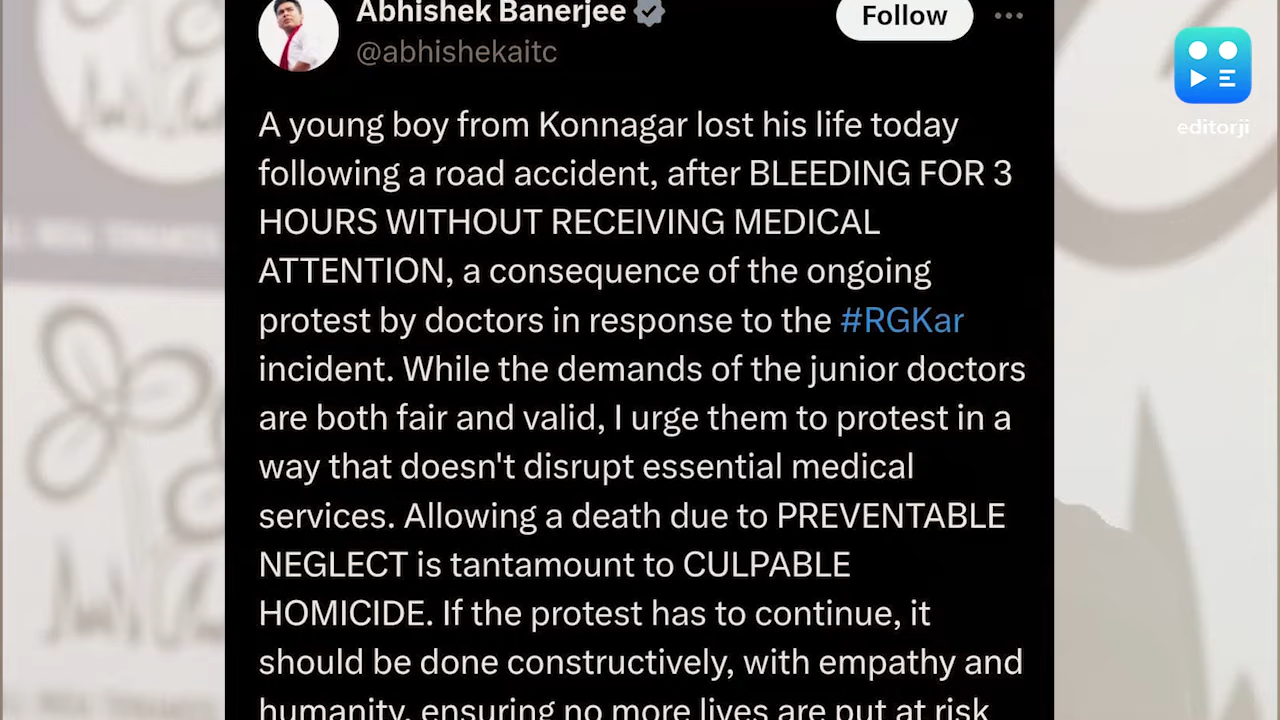 Abhishek Banerjee
Follow
@abhishekaitc
editorji
A young boy from Konnagar lost his life today
following a road accident, after BLEEDING FOR 3
HOURS WITHOUT RECEIVING MEDICAL
ATTENTION, a consequence of the ongoing
protest by doctors in response to the #RGKar
incident. While the demands of the junior doctors
are both fair and valid, I urge them to protest in a
way that doesn't disrupt essential medical
services. Allowing a death due to PREVENTABLE
NEGLECT is tantamount to CULPABLE
HOMICIDE. If the protest has to continue, it
should be done constructively, with empathy and
humanity, ensuring no more lives are put at risk